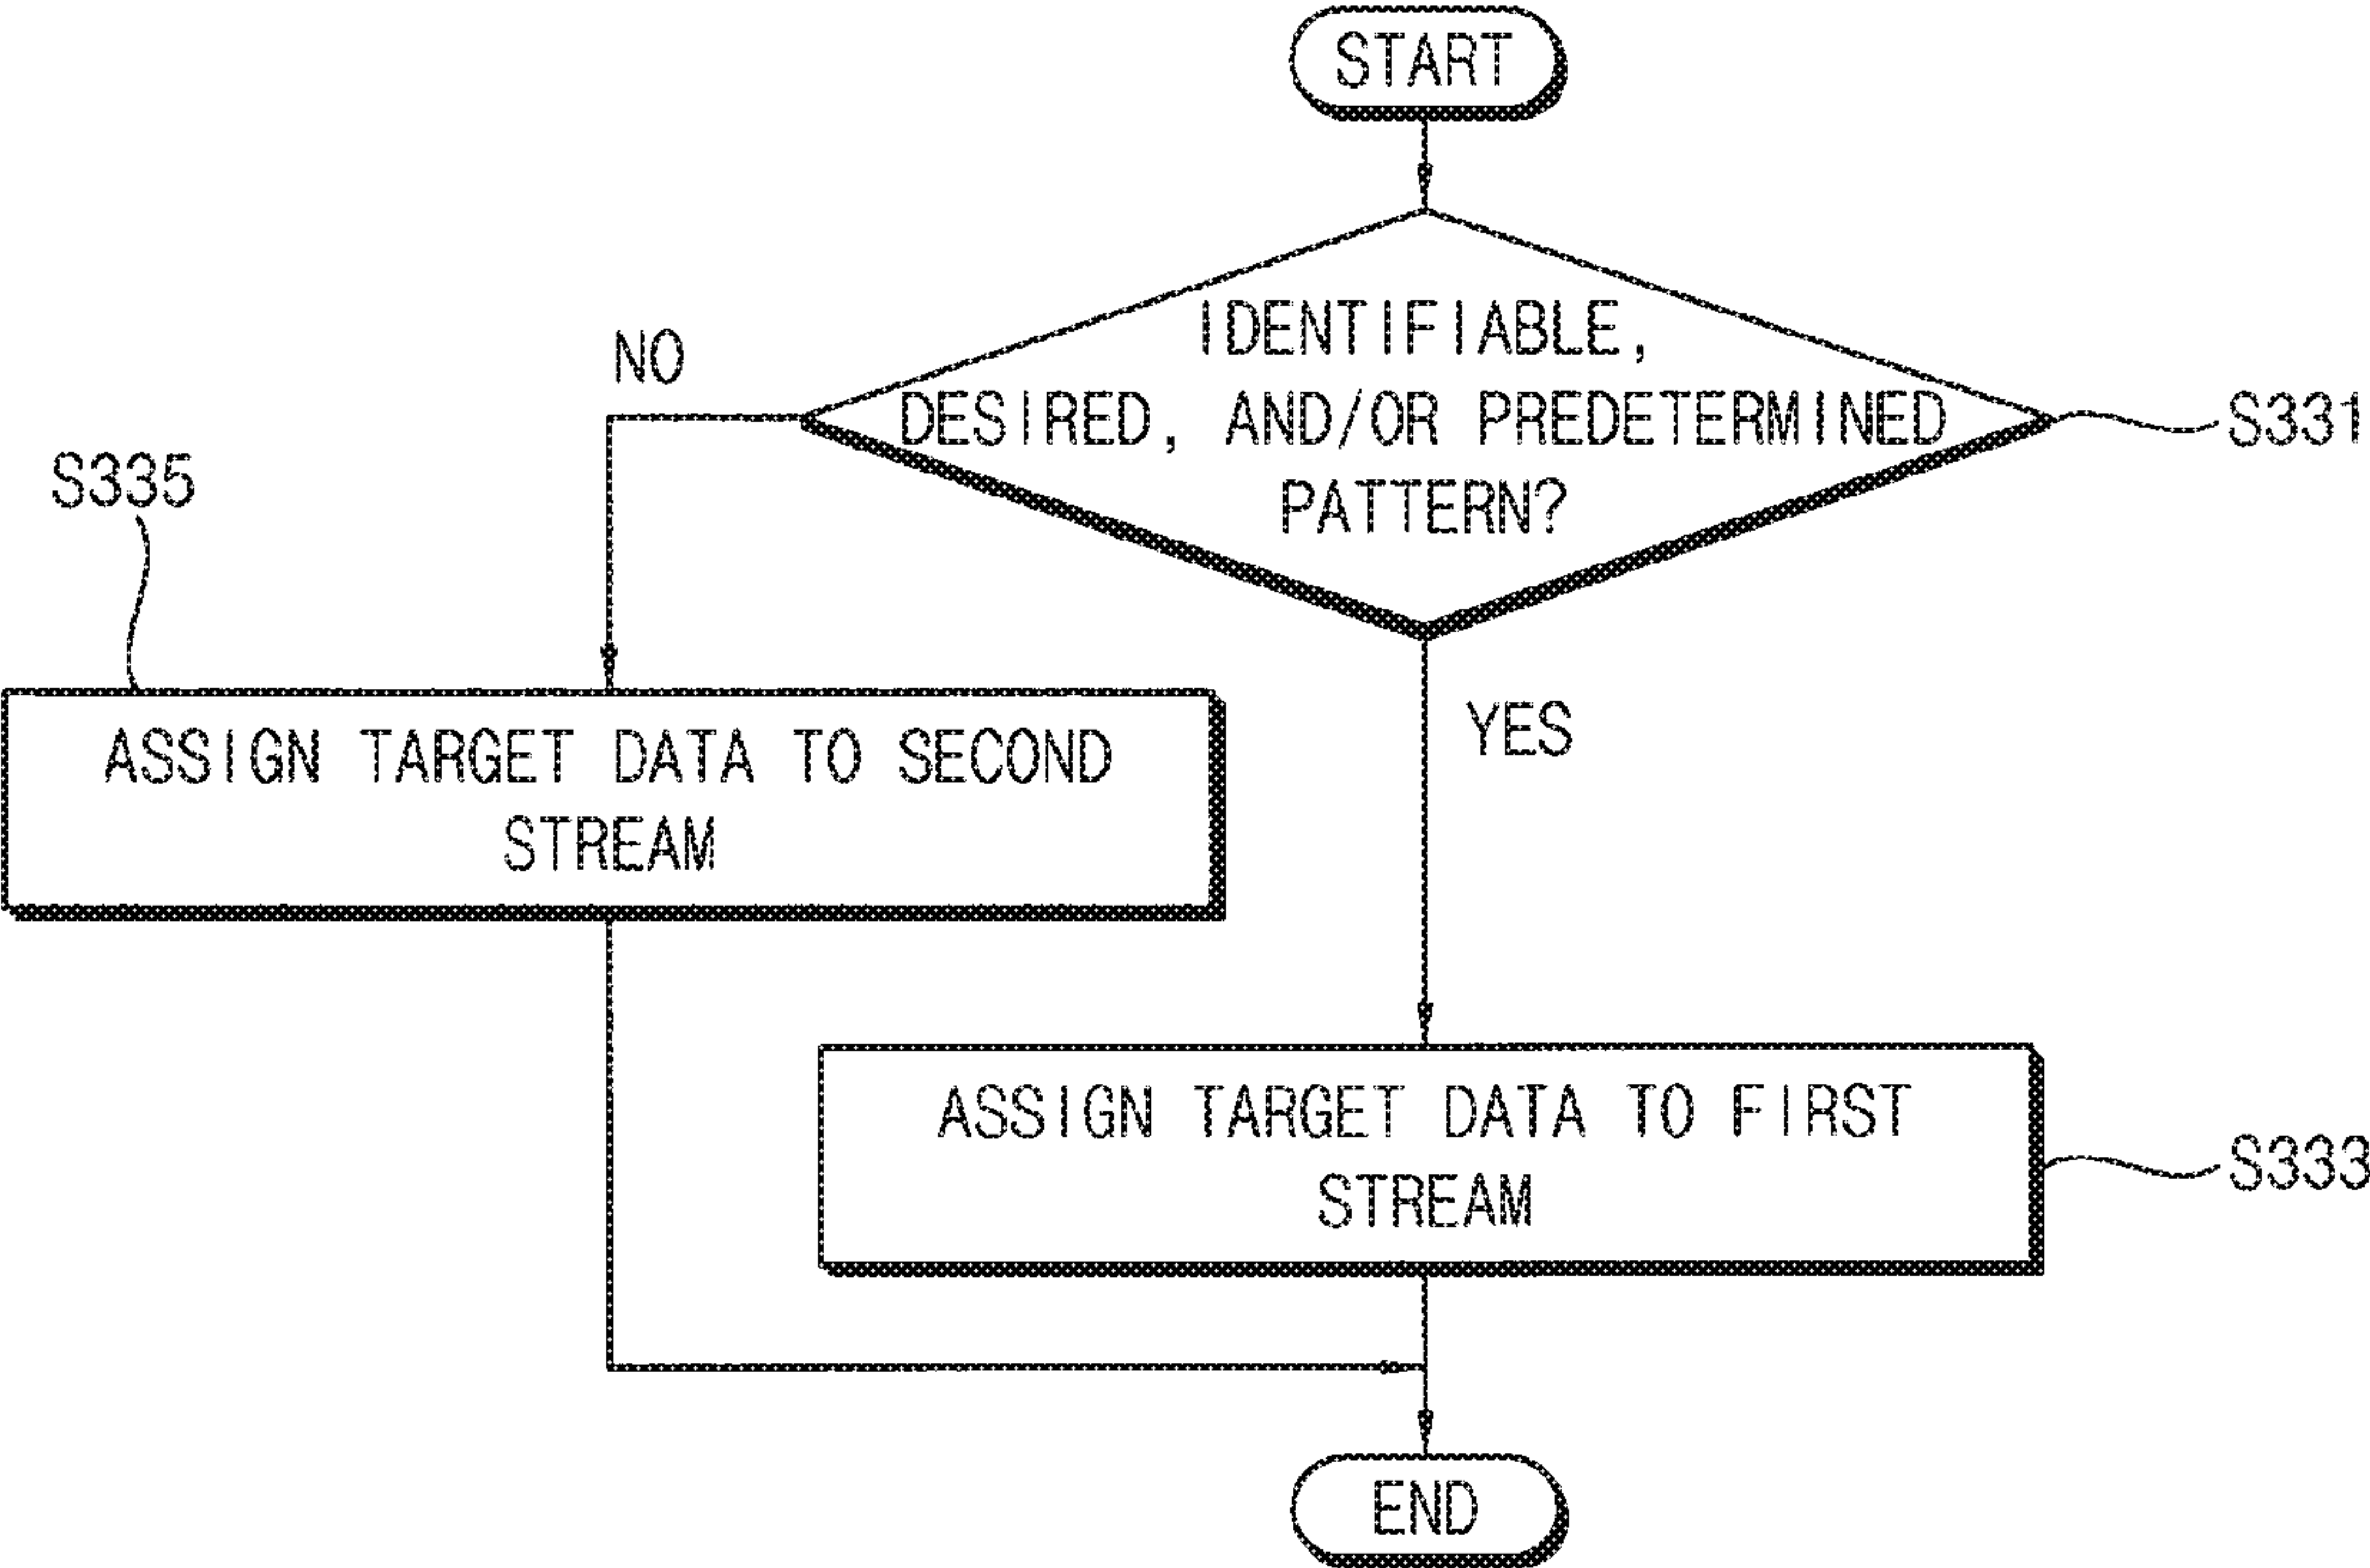 START
IDENTIFIABLE,
DESIRED, AND/OR PREDETERMINED
PATTERN?
S331
NO
S335
ASSIGN TARGET DATA TO SECOND
STREAM
YES
ASSIGN TARGET DATA TO FIRST
STREAM
S333
END